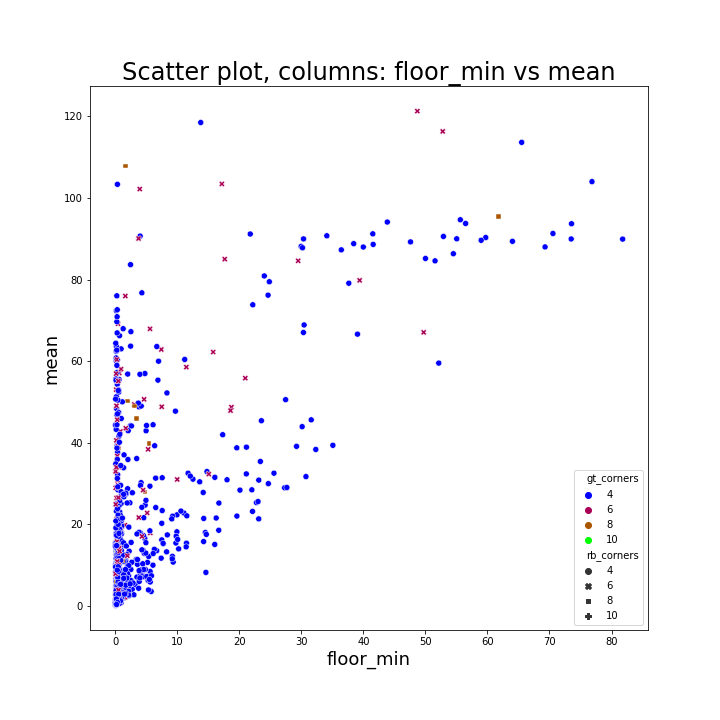 Scatter plot, columns: floor_min vs mean
mean
120
100
80
60
40
20
0
gt_corners
4
6
8
10
rb_corners
4
6
8
10
0 10 20 30 40 50 60 70 80
floor_min